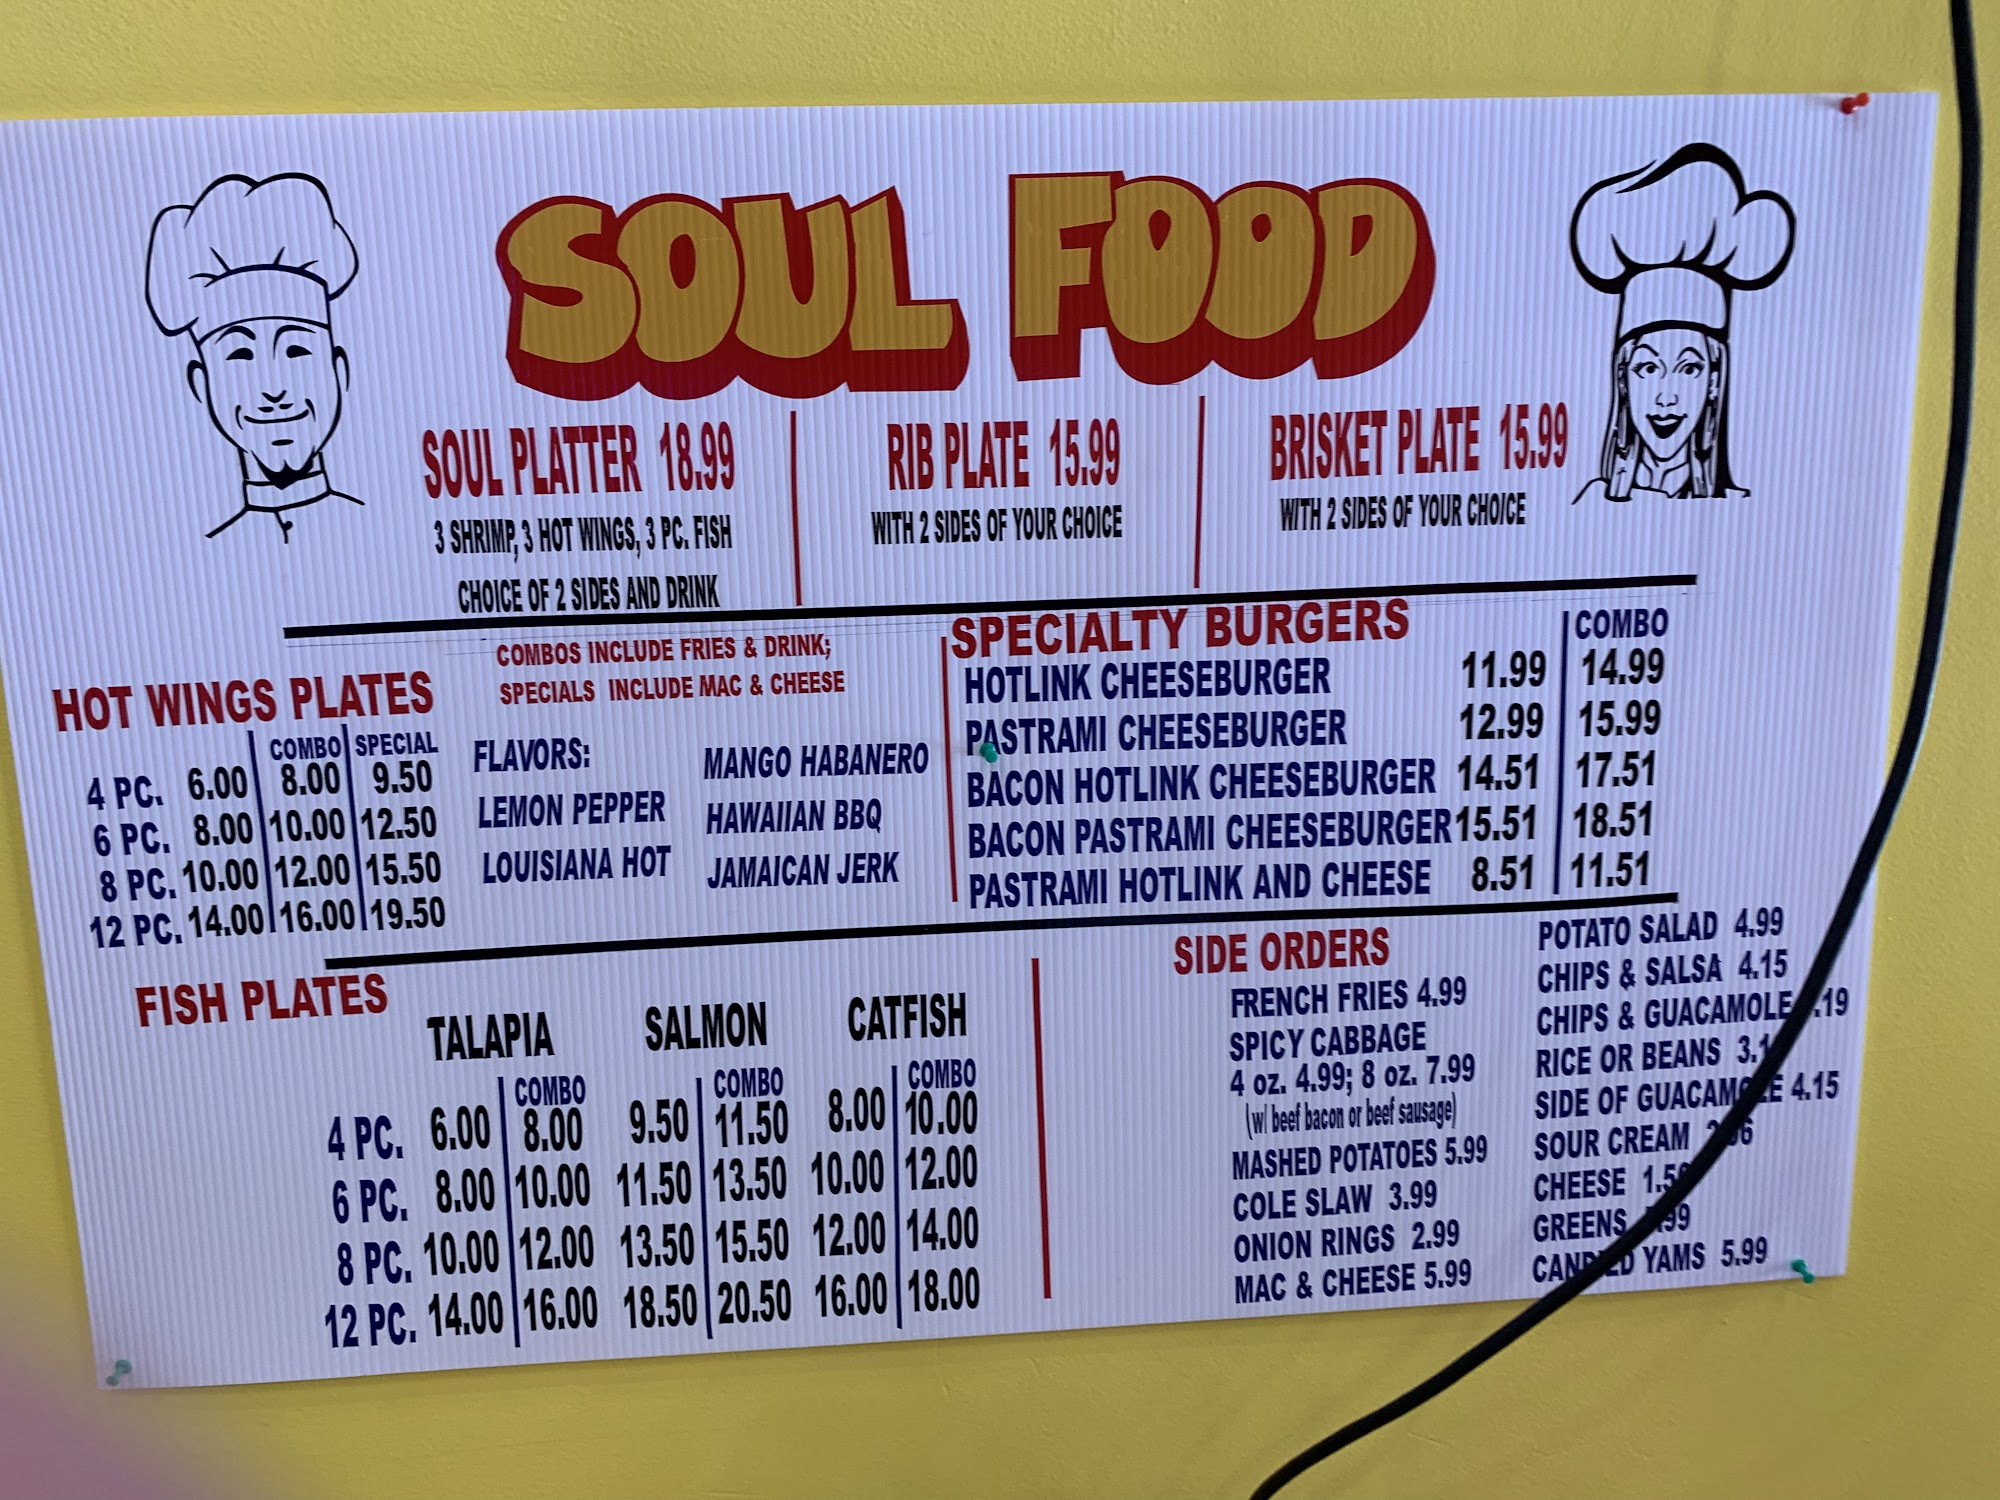 SOUL FOOD
SOUL PLATTER 18.99
3 SHRIMP, 3 HOT WINGS, 3 PC. FISH
CHOICE OF 2 SIDES AND DRINK
RIB PLATE 15.99
WITH 2 SIDES OF YOUR CHOICE
BRISKET PLATE 15.99
WITH 2 SIDES OF YOUR CHOICE
COMBOS INCLUDE FRIES & DRINK;
SPECIALS INCLUDE MAC & CHEESE
HOT WINGS PLATES
COMBO SPECIAL
4 PC. 6.00 8.00 9.50
6 PC. 8.00 10.00 12.50
8 PC. 10.00 12.00 15.50
12 PC. 14.00 16.00 19.50
FLAVORS:
LEMON PEPPER
LOUISIANA HOT
MANGO HABANERO
HAWAIIAN BBQ
JAMAICAN JERK
SPECIALTY BURGERS COMBO
HOTLINK CHEESEBURGER 11.99 14.99
PASTRAMI CHEESEBURGER 12.99 15.99
BACON HOTLINK CHEESEBURGER 14.51 17.51
BACON PASTRAMI CHEESEBURGER 15.51 18.51
PASTRAMI HOTLINK AND CHEESE 8.51 11.51
FISH PLATES
TALAPIA SALMON CATFISH
COMBO COMBO COMBO
4 PC. 6.00 8.00 9.50 11.50 8.00 10.00
6 PC. 8.00 10.00 11.50 13.50 10.00 12.00
8 PC. 10.00 12.00 13.50 15.50 12.00 14.00
12 PC. 14.00 16.00 18.50 20.50 16.00 18.00
SIDE ORDERS
FRENCH FRIES 4.99
SPICY CABBAGE
4 oz. 4.99; 8 oz. 7.99
(w/ beef bacon or beef sausage)
MASHED POTATOES 5.99
COLE SLAW 3.99
ONION RINGS 2.99
MAC & CHEESE 5.99
POTATO SALAD 4.99
CHIPS & SALSA 4.15
CHIPS & GUACAMOLE
RICE OR BEANS
SIDE OF GUACAMOLE 4.15
SOUR CREAM
CHEESE
GREENS
CANDIED YAMS 5.99